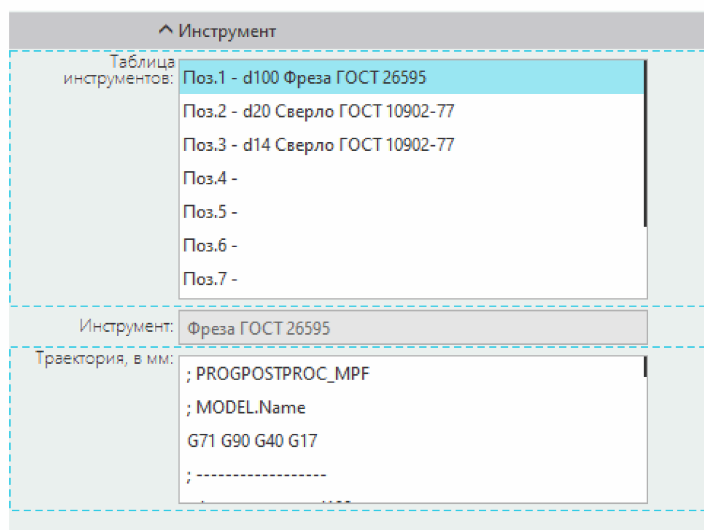 Инструмент
Таблица
инструментов:
Поз.1 - d100 Фреза ГОСТ 26595
Поз.2 - d20 Сверло ГОСТ 10902-77
Поз.3 - d14 Сверло ГОСТ 10902-77
Поз.4 -
Поз.5 -
Поз.6 -
Поз.7 -
Инструмент: Фреза ГОСТ 26595
Траектория, в мм:
; PROGPOSTPROC_MPF
; MODEL.Name
G71 G90 G40 G17
; ------------------